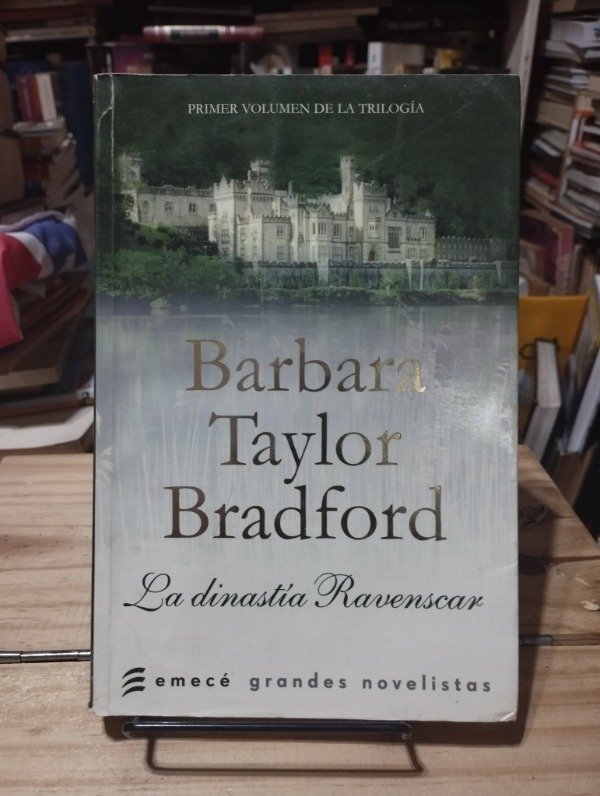 PRIMER VOLUMEN DE LA TRILOGÍA
Barbara
Taylor
Bradford
La dinastía Ravenscar
emecé grandes novelistas